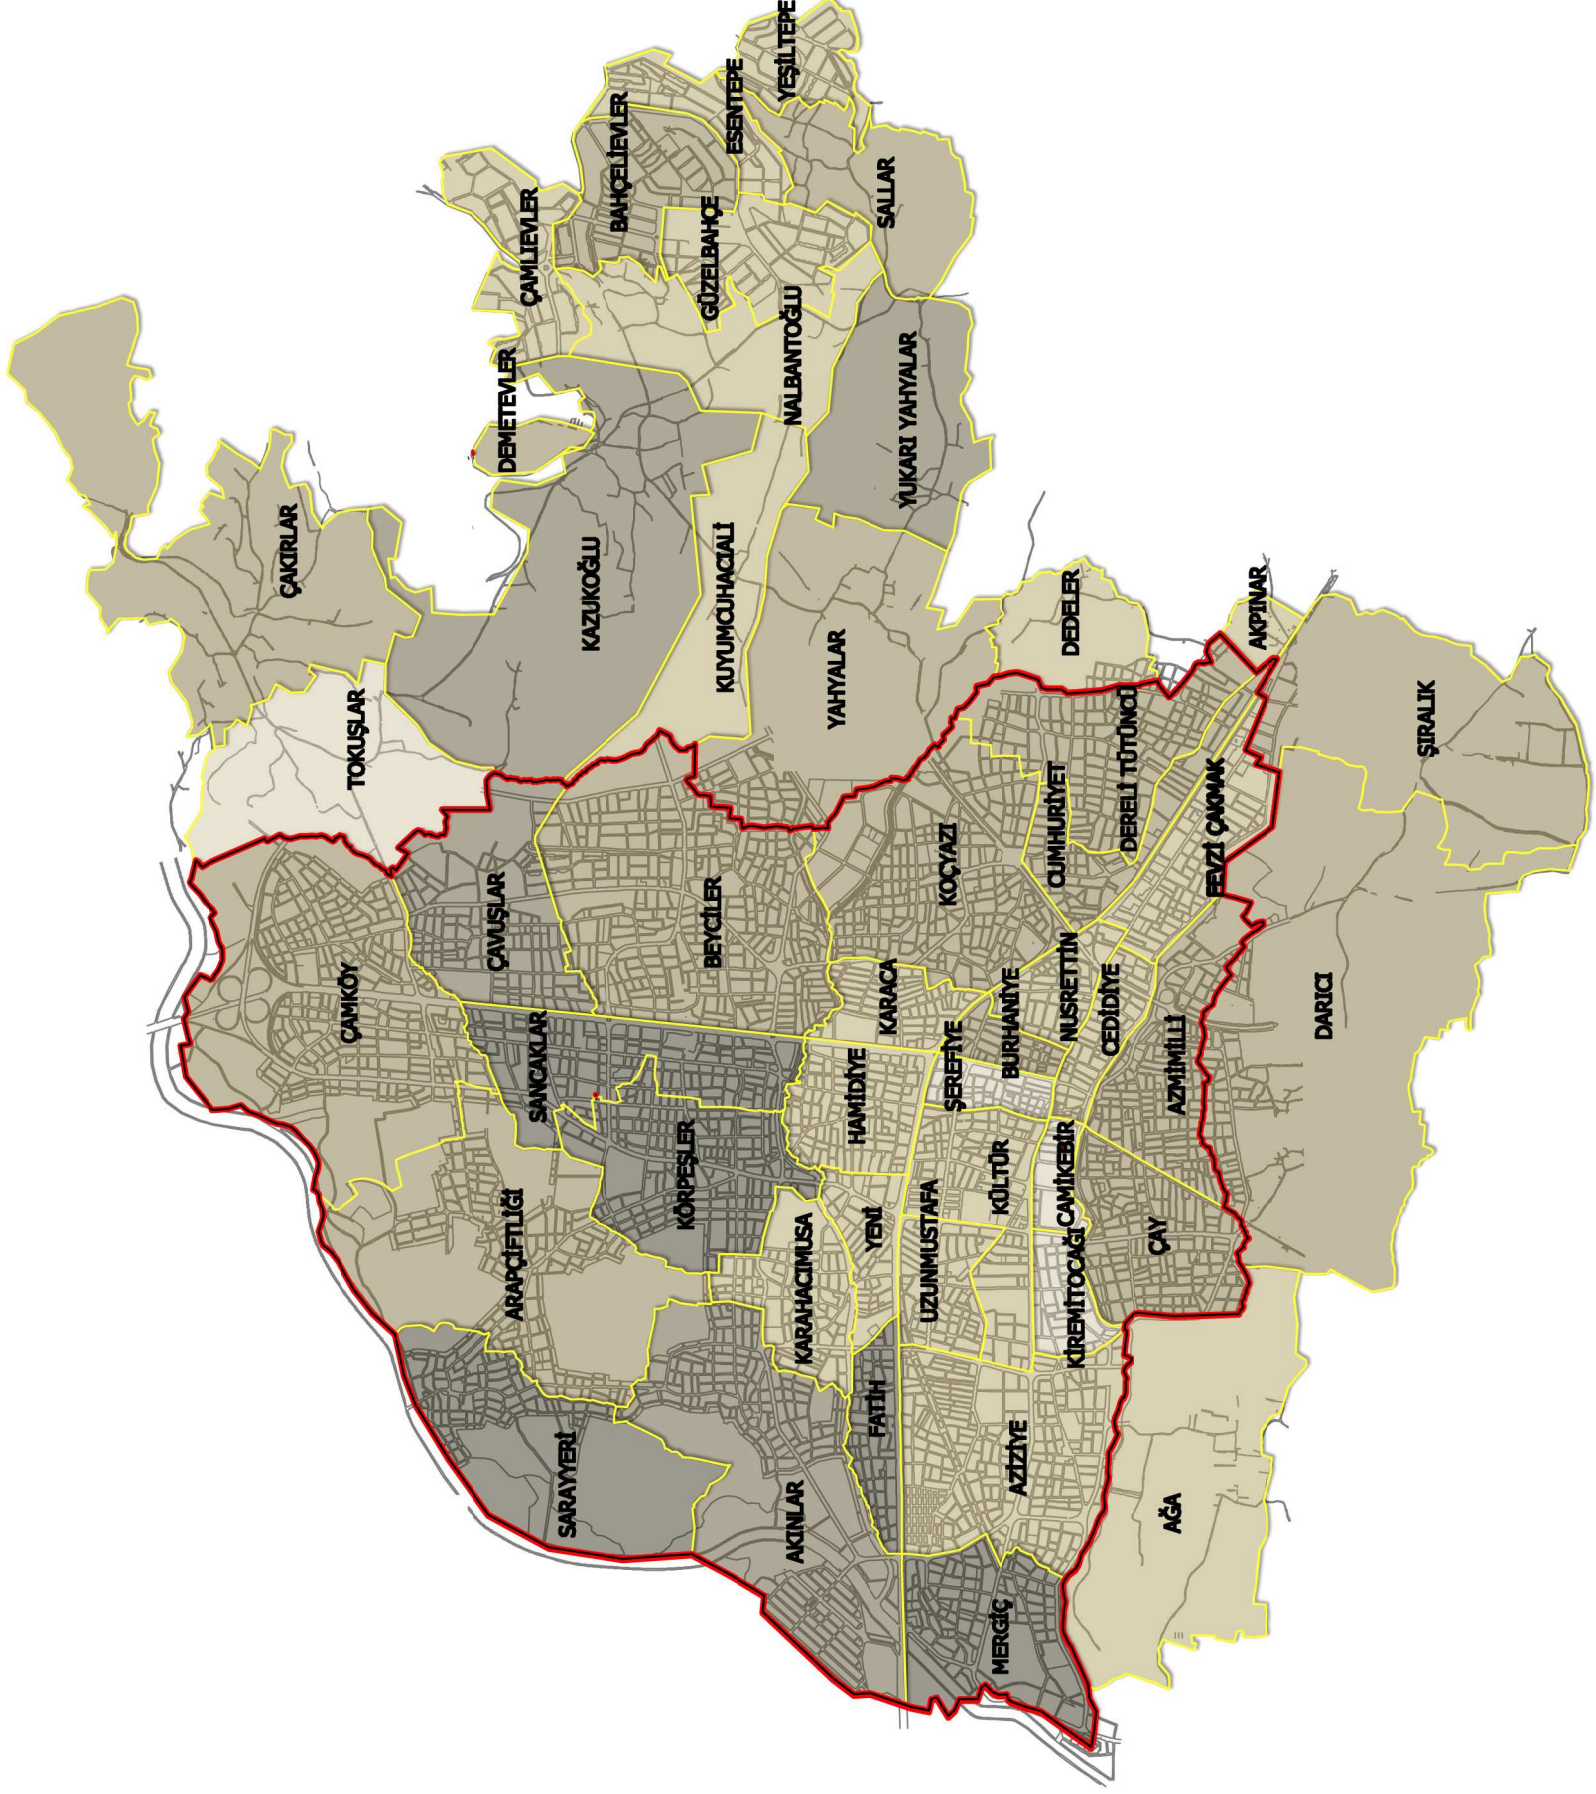 YEŞİLTEPE
ESENTEPE
BAHÇELİEVLER
SALLAR
ÇAMLIEVLER
GÜZELBAHÇE
NALBANTOĞLU
DEMETEVLER
YUKARI YAHYALAR
ÇAKIRLAR
KAZUKOĞLU
KUYUMCUHACIALİ
DEDELER
AKPINAR
YAHYALAR
TOKUŞLAR
ŞIRALIK
DERELİ TÜTÜNCÜ
CUMHURİYET
FEVZİ ÇAKMAK
KOÇYAZI
ÇAVUŞLAR
BEYCİLER
ÇAMKÖY
KARACA
NUSRETTİN
CEDİDİYE
BURHANİYE
DARICI
SANCAKLAR
ŞEREFİYE
AZMİMİLLİ
HAMİDİYE
KÖRPEŞLER
KÜLTÜR
CAMİKEBİR
ARAPÇİFTLİĞİ
YENİ
UZUNMUSTAFA
ÇAY
KARAHACIMUSA
KİREMİTOCAĞI
FATİH
SARAYYERİ
AZİZİYE
AKINLAR
AĞA
MERGİÇ